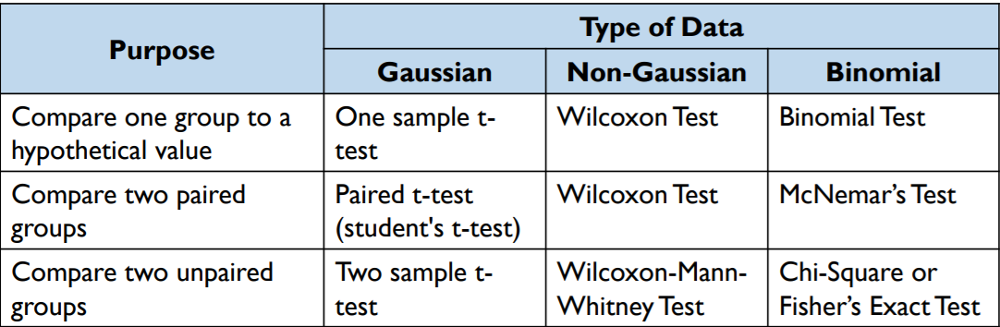 Purpose
Type of Data
Gaussian Non-Gaussian Binomial
Compare one group to a
hypothetical value
One sample t-
test
Wilcoxon Test
Binomial Test
Compare two paired
groups
Paired t-test
(student's t-test)
Wilcoxon Test
McNemar's Test
Compare two unpaired
groups
Two sample t-
test
Wilcoxon-Mann-
Whitney Test
Chi-Square or
Fisher's Exact Test